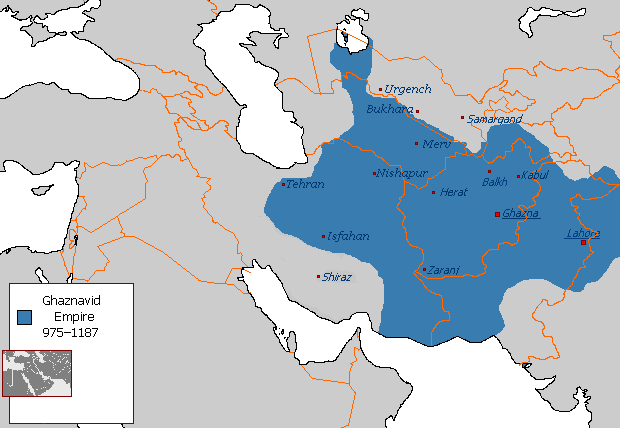 Urgench
Bukhara
Samargand
Merv
Nishapur
Balkh
Kabul
Tehran
Herat
Ghazna
Isfahan
Lahore
Zaranj
Shiraz
Ghaznavid
Empire
975–1187